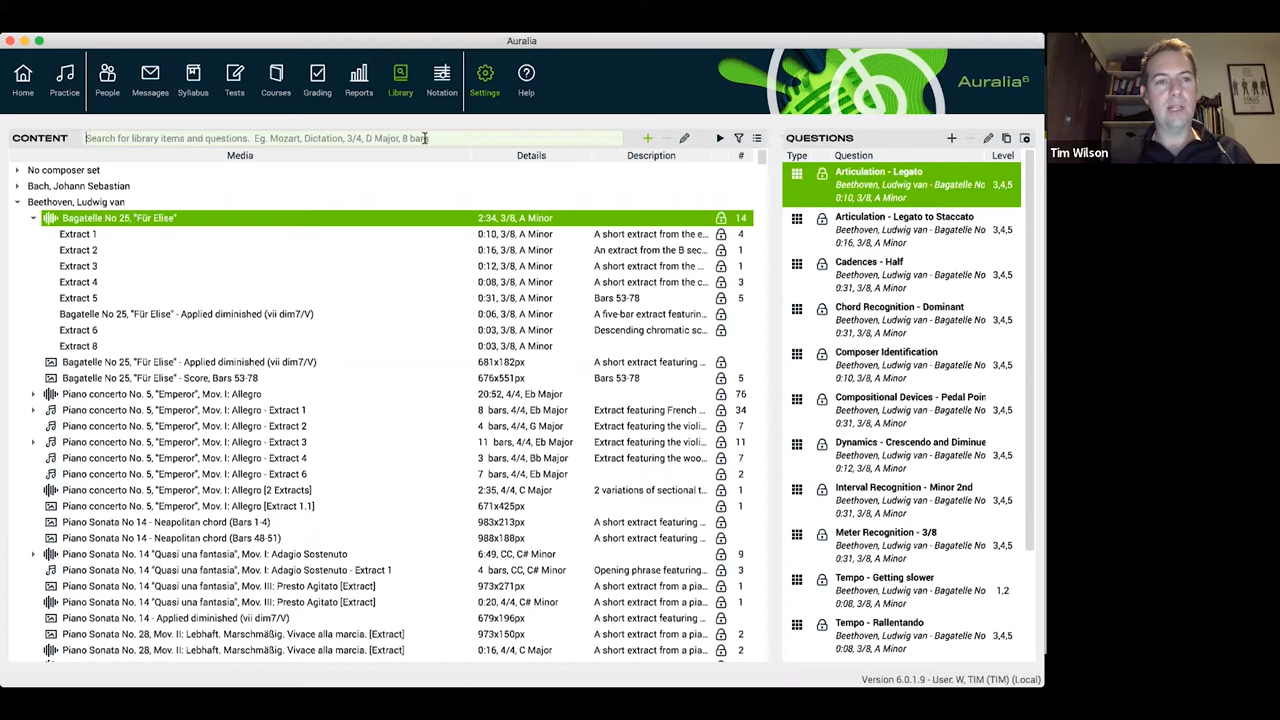 Auralia
Home Practice People Messages Syllabus Tests Courses Grading Reports Library Notation Settings Help
Auralia6
Tim Wilson
CONTENT Search for library items and questions. Eg. Mozart, Dictation, 3/4, D Major, 8 bars
Media Details Description #
No composer set
Bach, Johann Sebastian
Beethoven, Ludwig van
Bagatelle No 25, "Für Elise" 2:34, 3/8, A Minor 14
Extract 1 0:10, 3/8, A Minor A short extract from the e... 4
Extract 2 0:16, 3/8, A Minor An extract from the B sec... 1
Extract 3 0:12, 3/8, A Minor A short extract from the ... 1
Extract 4 0:08, 3/8, A Minor A short extract from the c... 3
Extract 5 0:31, 3/8, A Minor Bars 53-78 5
Bagatelle No 25, "Für Elise" - Applied diminished (vii dim7/V) 0:06, 3/8, A Minor A five-bar extract featurin...
Extract 6 0:03, 3/8, A Minor Descending chromatic sc...
Extract 8 0:03, 3/8, A Minor
Bagatelle No 25, "Für Elise" - Applied diminished (vii dim7/V) 681x182px A short extract featuring ...
Bagatelle No 25, "Für Elise" - Score, Bars 53-78 676x551px Bars 53-78 5
Piano concerto No. 5, "Emperor", Mov. I: Allegro 20:52, 4/4, Eb Major 76
Piano concerto No. 5, "Emperor", Mov. I: Allegro - Extract 1 8 bars, 4/4, Eb Major Extract featuring French ... 34
Piano concerto No. 5, "Emperor", Mov. I: Allegro - Extract 2 4 bars, 4/4, G Major Extract featuring the violi... 7
Piano concerto No. 5, "Emperor", Mov. I: Allegro - Extract 3 11 bars, 4/4, Eb Major Extract featuring the violi... 11
Piano concerto No. 5, "Emperor", Mov. I: Allegro - Extract 4 3 bars, 4/4, Bb Major Extract featuring the woo... 7
Piano concerto No. 5, "Emperor", Mov. I: Allegro - Extract 6 7 bars, 4/4, Eb Major 2
Piano concerto No. 5, "Emperor", Mov. I: Allegro [2 Extracts] 2:35, 4/4, C Major 2 variations of sectional t... 1
Piano concerto No. 5, "Emperor", Mov. I: Allegro [Extract 1.1] 671x425px 1
Piano Sonata No 14 - Neapolitan chord (Bars 1-4) 983x213px A short extract featuring ...
Piano Sonata No 14 - Neapolitan chord (Bars 48-51) 988x188px A short extract featuring ...
Piano Sonata No. 14 "Quasi una fantasia", Mov. I: Adagio Sostenuto 6:49, CC, C# Minor 9
Piano Sonata No. 14 "Quasi una fantasia", Mov. I: Adagio Sostenuto - Extract 1 4 bars, CC, C# Minor Opening phrase featuring... 3
Piano Sonata No. 14 "Quasi una fantasia", Mov. III: Presto Agitato [Extract] 973x271px A short extract from a pia... 1
Piano Sonata No. 14 "Quasi una fantasia", Mov. III: Presto Agitato [Extract] 0:20, 4/4, C# Minor A short extract from a pia... 1
Piano Sonata No. 14 - Applied diminished (vii dim7/V) 679x196px A short extract featuring ...
Piano Sonata No. 28, Mov. II: Lebhaft. Marschmäßig. Vivace alla marcia. [Extract] 973x150px A short extract from a pia... 2
Piano Sonata No. 28, Mov. II: Lebhaft. Marschmäßig. Vivace alla marcia. [Extract] 0:16, 4/4, C Major A short extract from a pia... 2
QUESTIONS
Type Question Level
Articulation - Legato
Beethoven, Ludwig van - Bagatelle No 3,4,5
0:10, 3/8, A Minor
Articulation - Legato to Staccato
Beethoven, Ludwig van - Bagatelle No 3,4,5
0:16, 3/8, A Minor
Cadences - Half
Beethoven, Ludwig van - Bagatelle No 3,4,5
0:31, 3/8, A Minor
Chord Recognition - Dominant
Beethoven, Ludwig van - Bagatelle No 3,4,5
0:31, 3/8, A Minor
Composer Identification
Beethoven, Ludwig van - Bagatelle No 3,4,5
0:10, 3/8, A Minor
Compositional Devices - Pedal Poin
Beethoven, Ludwig van - Bagatelle No 3,4,5
0:31, 3/8, A Minor
Dynamics - Crescendo and Diminue
Beethoven, Ludwig van - Bagatelle No 3,4,5
0:12, 3/8, A Minor
Interval Recognition - Minor 2nd
Beethoven, Ludwig van - Bagatelle No 3,4,5
0:31, 3/8, A Minor
Meter Recognition - 3/8
Beethoven, Ludwig van - Bagatelle No 3,4,5
0:31, 3/8, A Minor
Tempo - Getting slower
Beethoven, Ludwig van - Bagatelle No 1,2
0:08, 3/8, A Minor
Tempo - Rallentando
Beethoven, Ludwig van - Bagatelle No 3,4,5
0:08, 3/8, A Minor
Version 6.0.1.9 - User: W, TIM (TIM) (Local)